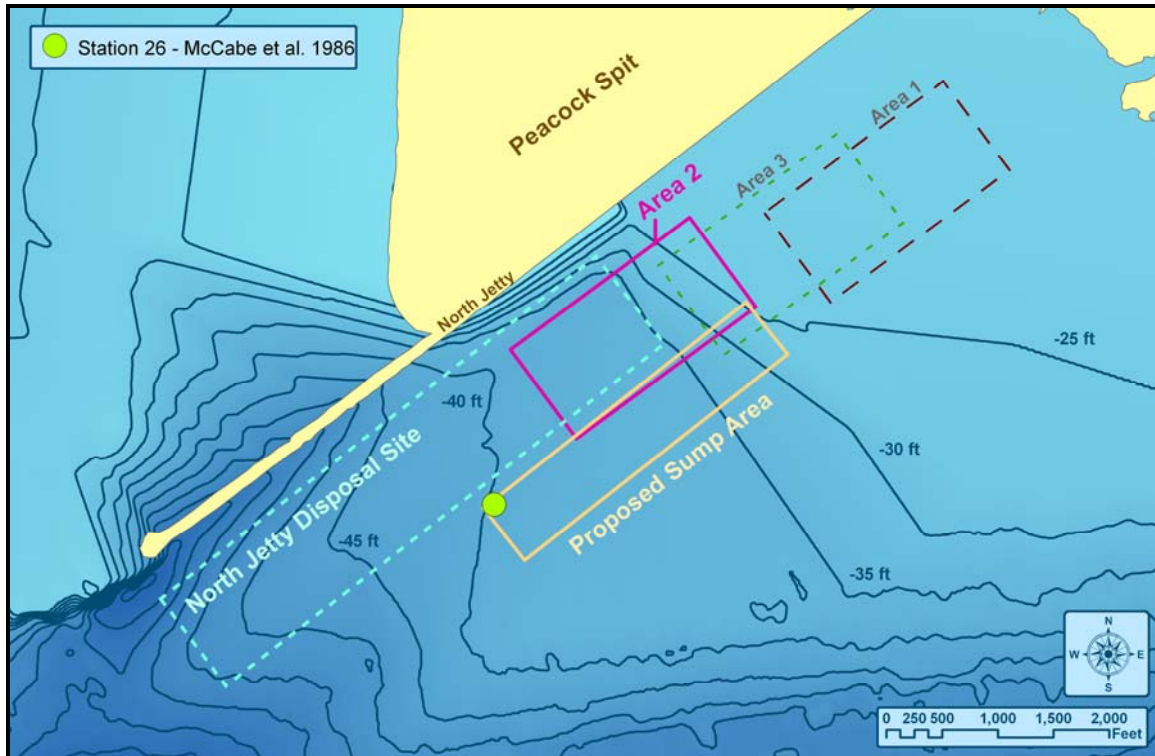 Station 26 - McCabe et al. 1986
Peacock Spit
Area 1
Area 3
Area 2
North Jetty
-25 ft
-40 ft
-30 ft
North Jetty Disposal Site
Proposed Sump Area
-45 ft
-35 ft
N
W E
S
0 250 500 1,000 1,500 2,000
Feet